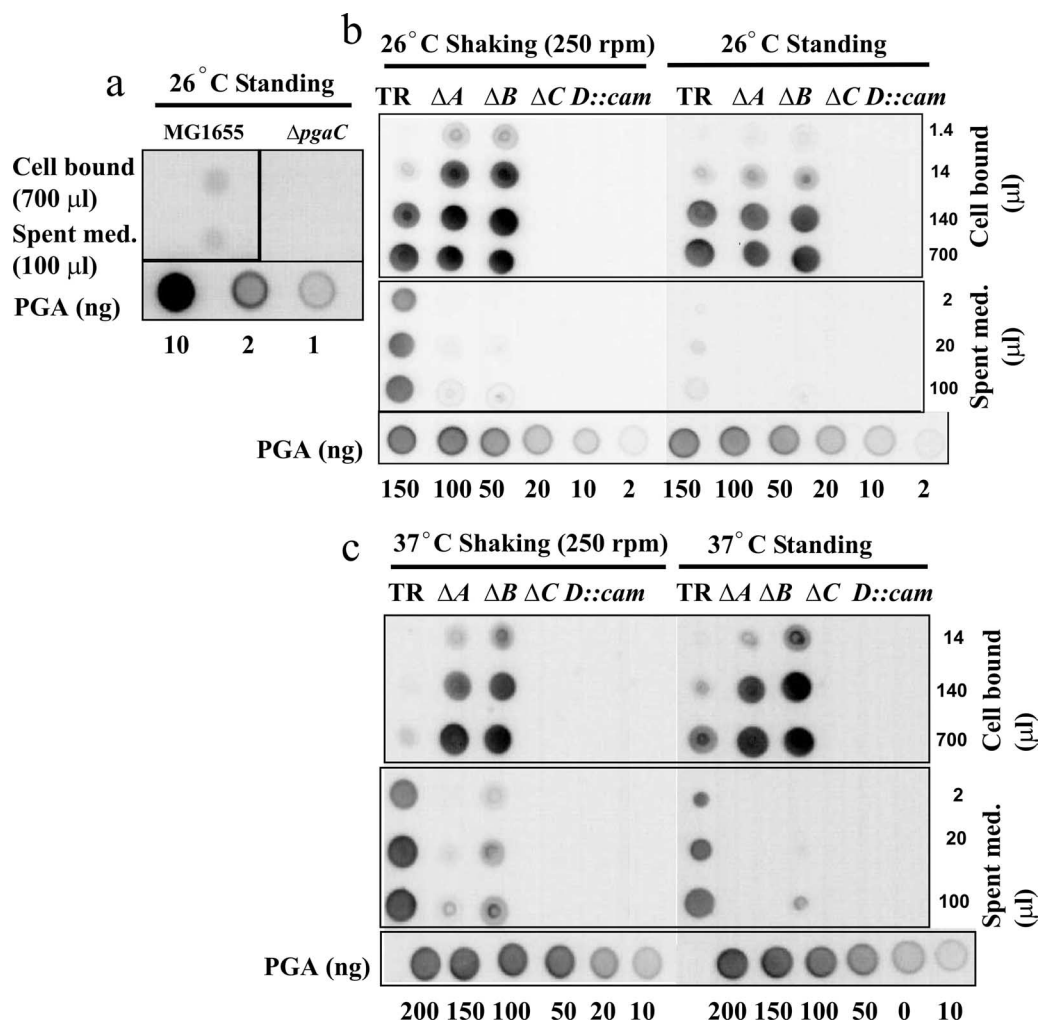 a
26°C Standing
MG1655 ΔpgaC
Cell bound
(700 µl)
Spent med.
(100 µl)
PGA (ng)
10 2 1
b
26°C Shaking (250 rpm) 26°C Standing
TR ΔA ΔB ΔC D::cam TR ΔA ΔB ΔC D::cam
1.4
14
140
700
Cell bound
(µl)
2
20
100
Spent med.
(µl)
PGA (ng)
150 100 50 20 10 2 150 100 50 20 10 2
c
37°C Shaking (250 rpm) 37°C Standing
TR ΔA ΔB ΔC D::cam TR ΔA ΔB ΔC D::cam
14
140
700
Cell bound
(µl)
2
20
100
Spent med.
(µl)
PGA (ng)
200 150 100 50 20 10 200 150 100 50 0 10